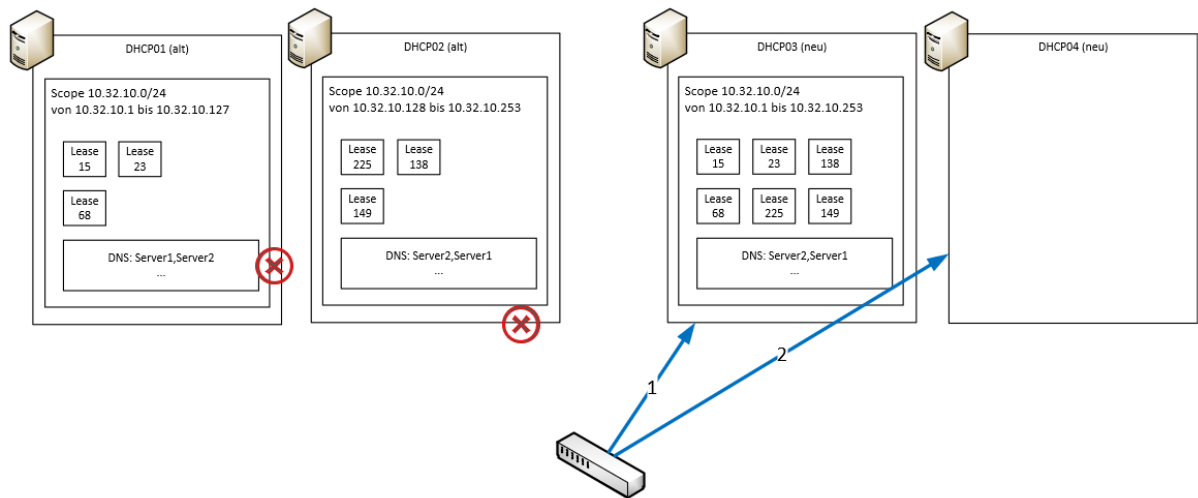 DHCP01 (alt)
Scope 10.32.10.0/24
von 10.32.10.1 bis 10.32.10.127
Lease
15
Lease
23
Lease
68
DNS: Server1,Server2
...
DHCP02 (alt)
Scope 10.32.10.0/24
von 10.32.10.128 bis 10.32.10.253
Lease
225
Lease
138
Lease
149
DNS: Server2,Server1
...
DHCP03 (neu)
Scope 10.32.10.0/24
von 10.32.10.1 bis 10.32.10.253
Lease
15
Lease
23
Lease
138
Lease
68
Lease
225
Lease
149
DNS: Server2,Server1
...
DHCP04 (neu)
1
2